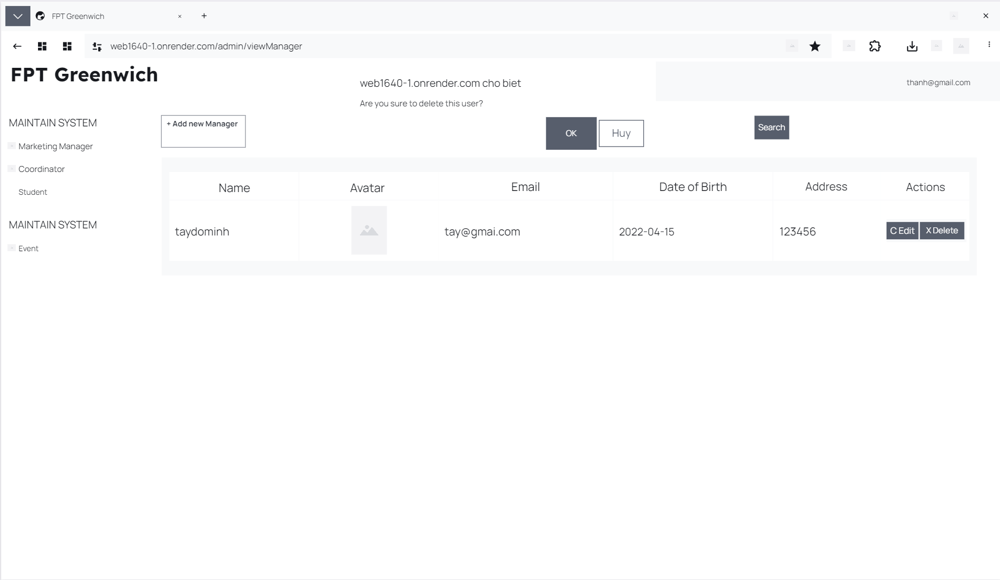 FPT Greenwich
web1640-1.onrender.com/admin/viewManager
FPT Greenwich
web1640-1.onrender.com cho biet
Are you sure to delete this user?
OK
Huy
thanh@gmail.com
MAINTAIN SYSTEM
Marketing Manager
Coordinator
Student
MAINTAIN SYSTEM
Event
+ Add new Manager
Search
Name Avatar Email Date of Birth Address Actions
taydominh tay@gmai.com 2022-04-15 123456 C Edit X Delete